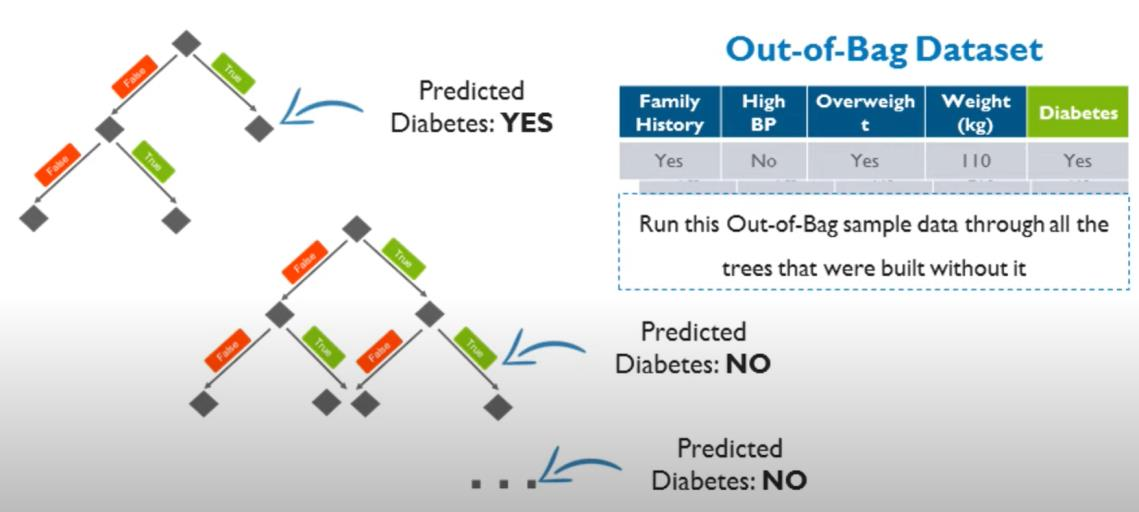 False
True
False
True
Predicted
Diabetes: YES
Out-of-Bag Dataset
Family History
High BP
Overweigh
t
Weight (kg)
Diabetes
Yes
No
Yes
110
Yes
Run this Out-of-Bag sample data through all the
trees that were built without it
False
True
False
True
False
True
Predicted
Diabetes: NO
Predicted
Diabetes: NO